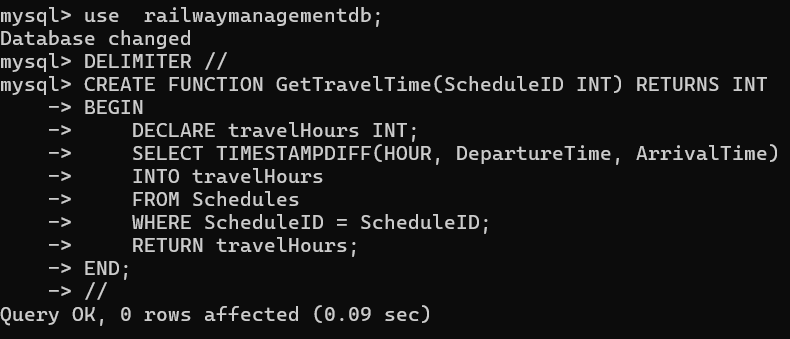 mysql> use  railwaymanagementdb;
Database changed
mysql> DELIMITER //
mysql> CREATE FUNCTION GetTravelTime(ScheduleID INT) RETURNS INT
    -> BEGIN
    ->     DECLARE travelHours INT;
    ->     SELECT TIMESTAMPDIFF(HOUR, DepartureTime, ArrivalTime)
    ->     INTO travelHours
    ->     FROM Schedules
    ->     WHERE ScheduleID = ScheduleID;
    ->     RETURN travelHours;
    -> END;
    -> //
Query OK, 0 rows affected (0.09 sec)